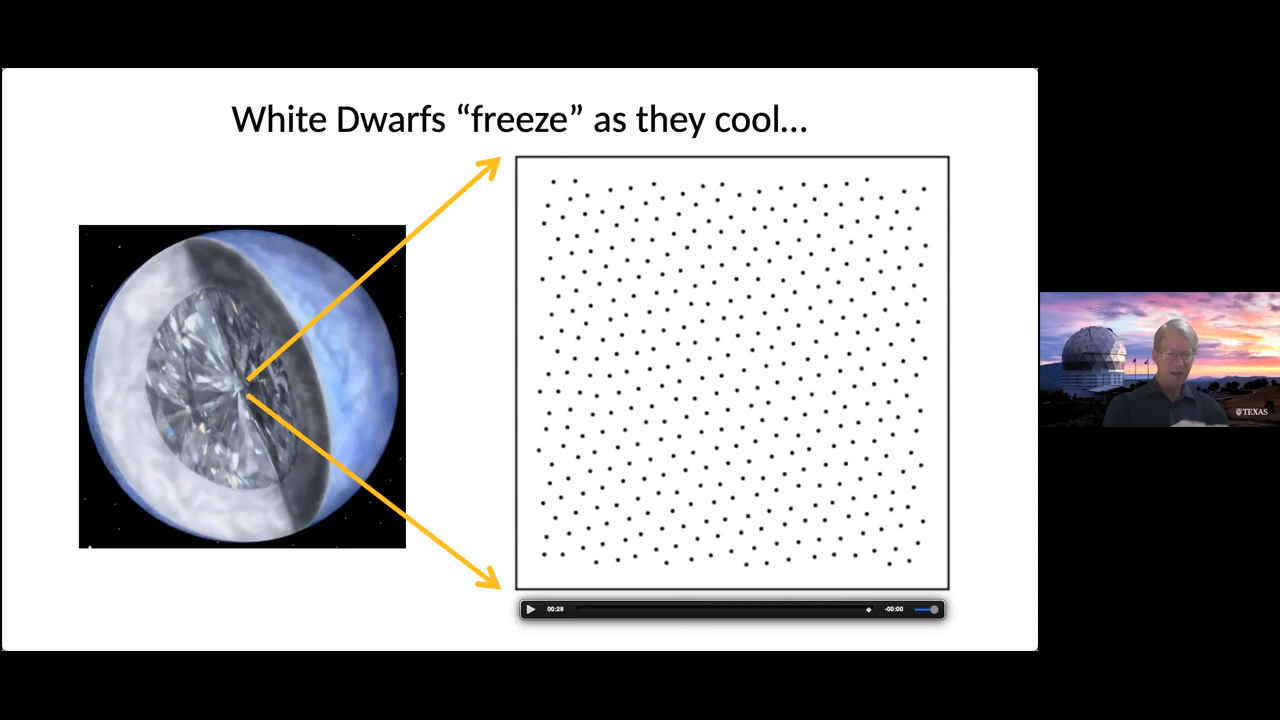 White Dwarfs “freeze” as they cool...
00:28
-00:00
TEXAS